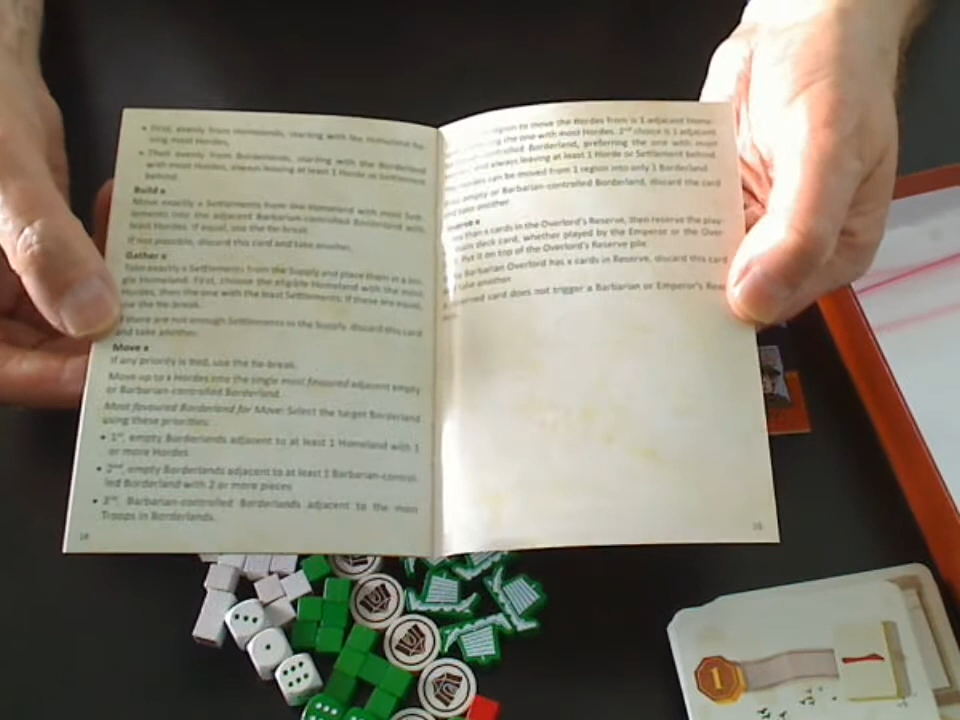 • First, evenly from Homelands, starting with the Homeland ha-
ving most Hordes,
• Then evenly from Borderlands, starting with the Borderland
with most Hordes, always leaving at least 1 Horde or Settlement
behind.
Build x
Move exactly x Settlements from the Homeland with most Sett-
lements into the adjacent Barbarian-controlled Borderland with
least Hordes. If equal, use the tie-break.
If not possible, discard this card and take another.
Gather x
Take exactly x Settlements from the Supply and place them in a sin-
gle Homeland. First, choose the eligible Homeland with the most
Hordes, then the one with the least Settlements. If these are equal,
use the tie-break.
If there are not enough Settlements in the Supply, discard this card
and take another.
Move x
If any priority is tied, use the tie-break.
Move up to x Hordes into the single most favoured adjacent empty
or Barbarian-controlled Borderland.
Most favoured Borderland for Move: Select the target Borderland
using these priorities:
• 1st, empty Borderlands adjacent to at least 1 Homeland with 1
or more Hordes
• 2nd, empty Borderlands adjacent to at least 1 Barbarian-control-
led Borderland with 2 or more pieces
• 3rd, Barbarian-controlled Borderlands adjacent to the most
Troops in Borderlands.
18
region to move the Hordes from is 1 adjacent Home-
the one with most Hordes. 2nd choice is 1 adjacent
controlled Borderland, preferring the one with most
and always leaving at least 1 Horde or Settlement behind.
Hordes can be moved from 1 region into only 1 Borderland.
empty or Barbarian-controlled Borderland, discard the card
and take another.
x
than x cards in the Overlord's Reserve, then reserve the play-
main deck card, whether played by the Emperor or the Over-
Put it on top of the Overlord's Reserve pile.
Barbarian Overlord has x cards in Reserve, discard this card
take another.
card does not trigger a Barbarian or Emperor's
1